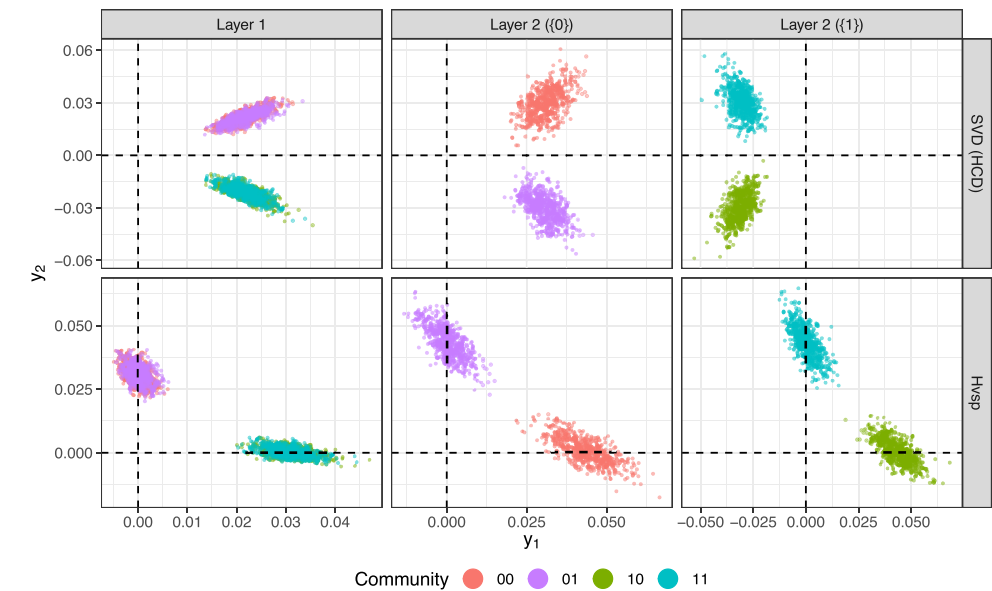 Layer 1 Layer 2 ({0}) Layer 2 ({1})
0.06
0.03
0.00
−0.03
−0.06
SVD (HCD)
y2
0.050
0.025
0.000
Hvsp
0.00 0.01 0.02 0.03 0.04 0.000 0.025 0.050 −0.050 −0.025 0.000 0.025 0.050
y1
Community 00 01 10 11